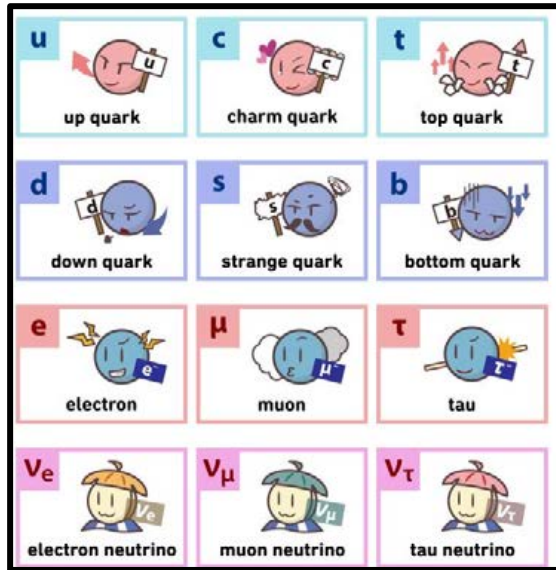 u
u
up quark
c
c
charm quark
t
t
top quark
d
d
down quark
s
s
strange quark
b
b
bottom quark
e
e⁻
electron
μ
μ⁻
muon
τ
τ⁻
tau
νe
νe
electron neutrino
νμ
νμ
muon neutrino
ντ
ντ
tau neutrino